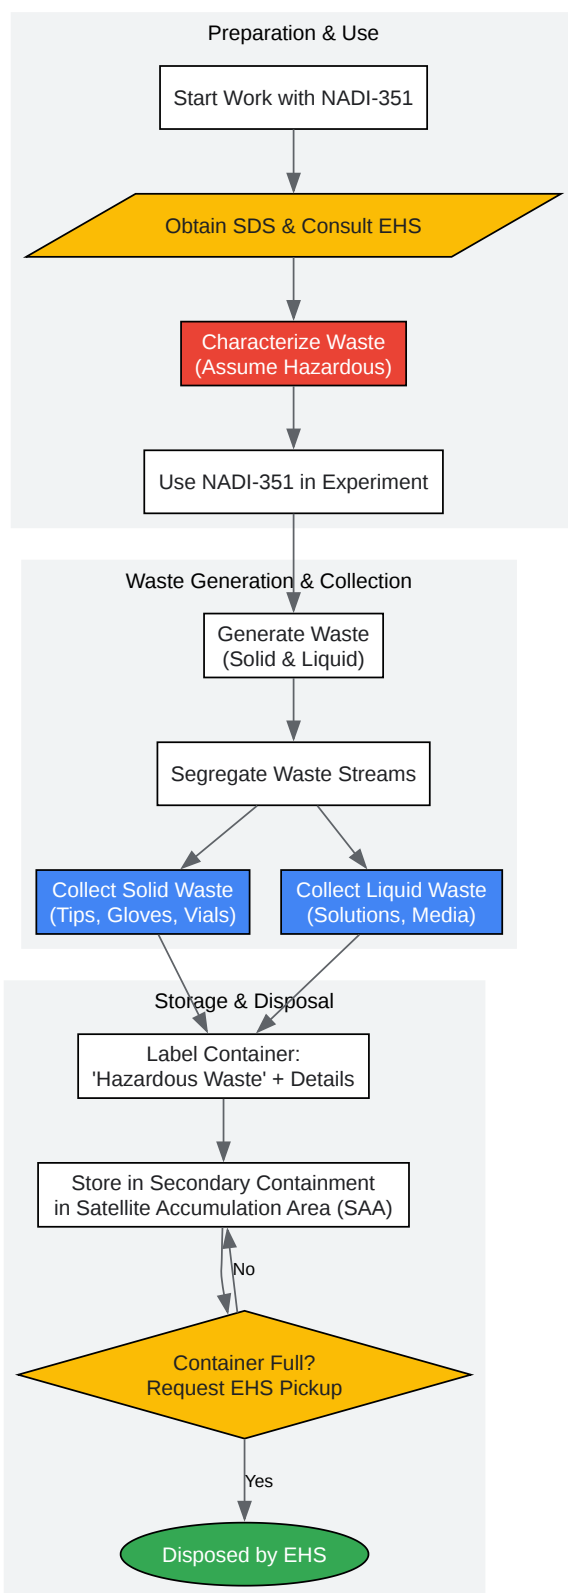 Preparation & Use
Start Work with NADI-351
Obtain SDS & Consult EHS
Characterize Waste
(Assume Hazardous)
Use NADI-351 in Experiment
Waste Generation & Collection
Generate Waste
(Solid & Liquid)
Segregate Waste Streams
Collect Solid Waste
(Tips, Gloves, Vials)
Collect Liquid Waste
(Solutions, Media)
Storage & Disposal
Label Container:
'Hazardous Waste' + Details
Store in Secondary Containment
in Satellite Accumulation Area (SAA)
No
Container Full?
Request EHS Pickup
Yes
Disposed by EHS